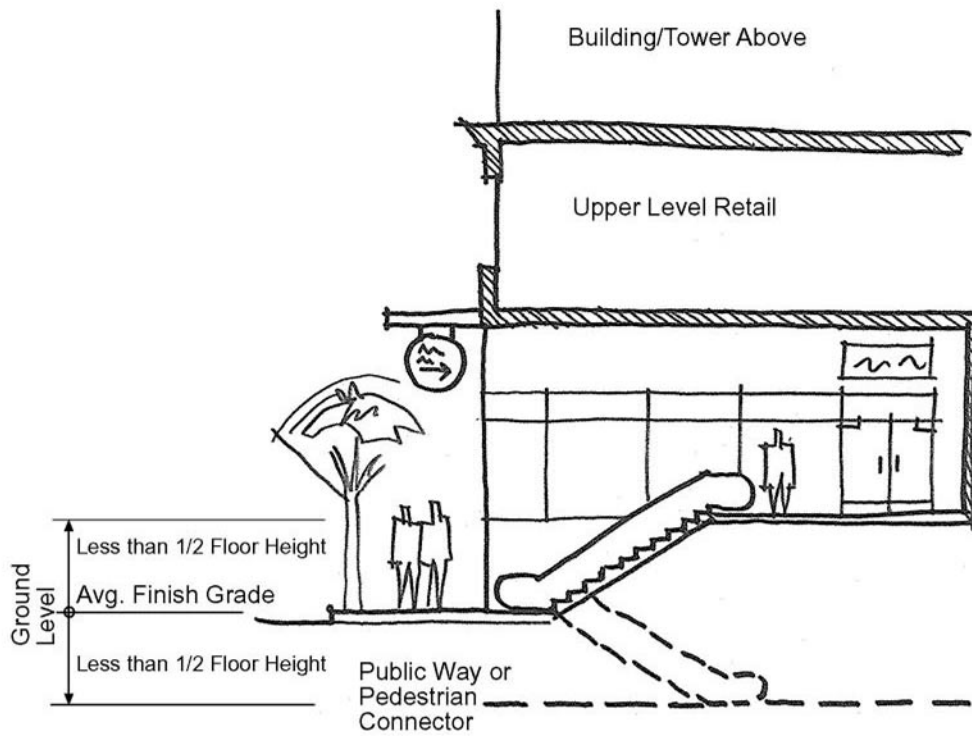 Building/Tower Above
Upper Level Retail
Less than 1/2 Floor Height
Avg. Finish Grade
Ground
Level
Less than 1/2 Floor Height
Public Way or
Pedestrian
Connector